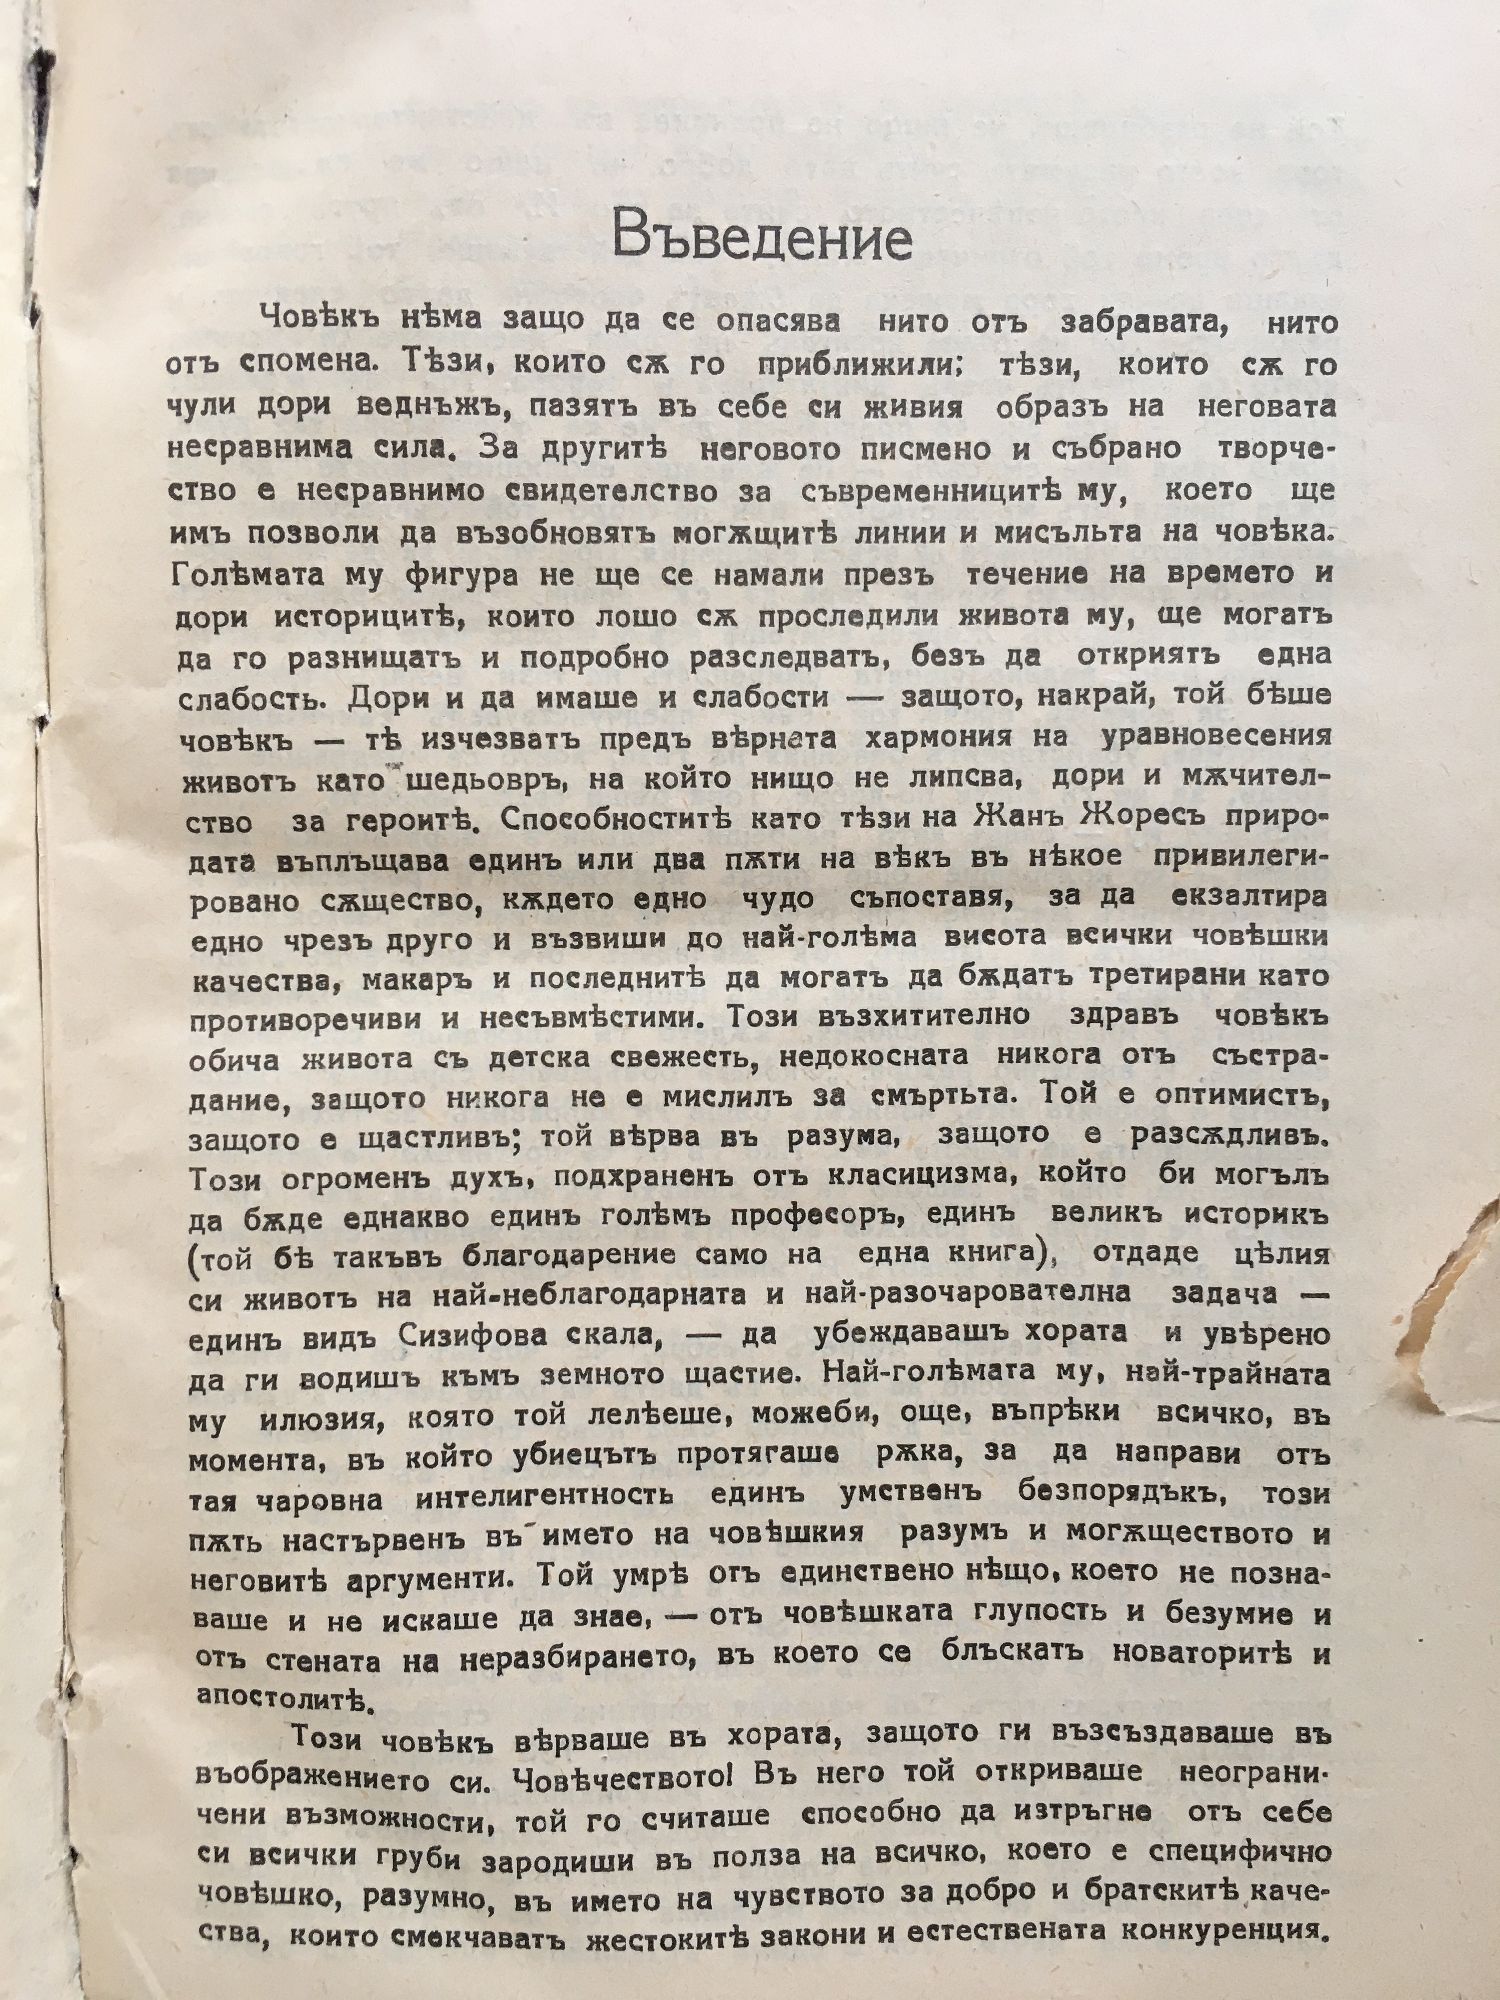 Въведение
Човѣкъ нѣма защо да се опасява нито отъ забравата, нито
отъ спомена. Тѣзи, които сѫ го приближили; тѣзи, които сѫ го
чули дори веднъжъ, пазятъ въ себе си живия образъ на неговата
несравнима сила. За другитѣ неговото писмено и събрано творче-
ство е несравнимо свидетелство за съвременницитѣ му, което ще
имъ позволи да възобновятъ могѫщитѣ линии и мисъльта на човѣка.
Голѣмата му фигура не ще се намали презъ течение на времето и
дори историцитѣ, които лошо сѫ проследили живота му, ще могатъ
да го разнищатъ и подробно разследватъ, безъ да откриятъ една
слабость. Дори и да имаше и слабости — защото, накрай, той бѣше
човѣкъ — тѣ изчезватъ предъ вѣрната хармония на уравновесения
животъ като шедьовръ, на който нищо не липсва, дори и мѫчител-
ство за героитѣ. Способноститѣ като тѣзи на Жанъ Жоресъ приро-
дата въплъщава единъ или два пѫти на вѣкъ въ нѣкое привилеги-
ровано сѫщество, кѫдето едно чудо съпоставя, за да екзалтира
едно чрезъ друго и възвиши до най-голѣма висота всички човѣшки
качества, макаръ и последнитѣ да могатъ да бѫдатъ третирани като
противоречиви и несъвмѣстими. Този възхитително здравъ човѣкъ
обича живота съ детска свежесть, недокосната никога отъ състра-
дание, защото никога не е мислилъ за смъртьта. Той е оптимистъ,
защото е щастливъ; той вѣрва въ разума, защото е разсѫдливъ.
Този огроменъ духъ, подхраненъ отъ класицизма, който би могълъ
да бѫде еднакво единъ голѣмъ професоръ, единъ великъ историкъ
(той бѣ такъвъ благодарение само на една книга), отдаде цѣлия
си животъ на най-неблагодарната и най-разочарователна задача —
единъ видъ Сизифова скала, — да убеждавашъ хората и увѣрено
да ги водишъ към земното щастие. Най-голѣмата му, най-трайната
му илюзия, която той лелѣеше, можеби, още, въпрѣки всичко, въ
момента, въ който убиецътъ протягаше рѫка, за да направи отъ
тая чаровна интелигентность единъ умственъ безпорядъкъ, този
пѫть настървенъ въ името на човѣшкия разумъ и могѫществото и
неговитѣ аргументи. Той умрѣ отъ единствено нѣщо, което не позна-
ваше и не искаше да знае, — отъ човѣшката глупость и безумие и
отъ стената на неразбирането, въ което се блъскатъ новаторитѣ и
апостолитѣ.
Този човѣкъ вѣрваше въ хората, защото ги възсъздаваше въ
въображението си. Човѣчеството! Въ него той откриваше неограни-
чени възможности, той го считаше способно да изтръгне отъ себе
си всички груби зародиши въ полза на всичко, което е специфично
човѣшко, разумно, въ името на чувството за добро и братскитѣ каче-
ства, които смекчаватъ жестокитѣ закони и естествената конкуренция.